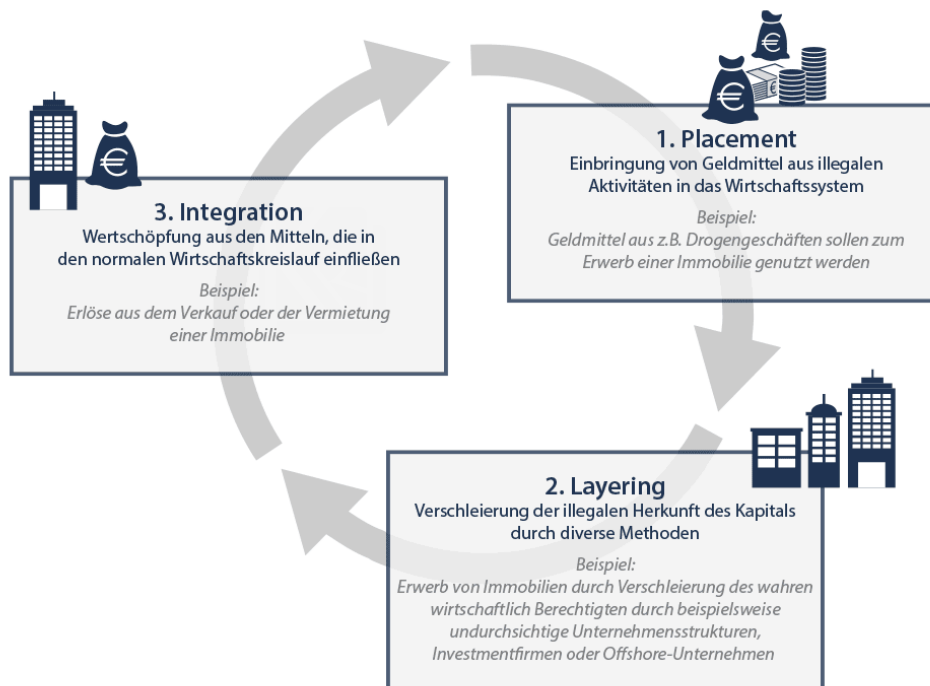 1. Placement
Einbringung von Geldmittel aus illegalen
Aktivitäten in das Wirtschaftssystem
Beispiel:
Geldmittel aus z.B. Drogengeschäften sollen zum
Erwerb einer Immobilie genutzt werden
2. Layering
Verschleierung der illegalen Herkunft des Kapitals
durch diverse Methoden
Beispiel:
Erwerb von Immobilien durch Verschleierung des wahren
wirtschaftlich Berechtigten durch beispielsweise
undurchsichtige Unternehmensstrukturen,
Investmentfirmen oder Offshore-Unternehmen
3. Integration
Wertschöpfung aus den Mitteln, die in
den normalen Wirtschaftskreislauf einfließen
Beispiel:
Erlöse aus dem Verkauf oder der Vermietung
einer Immobilie